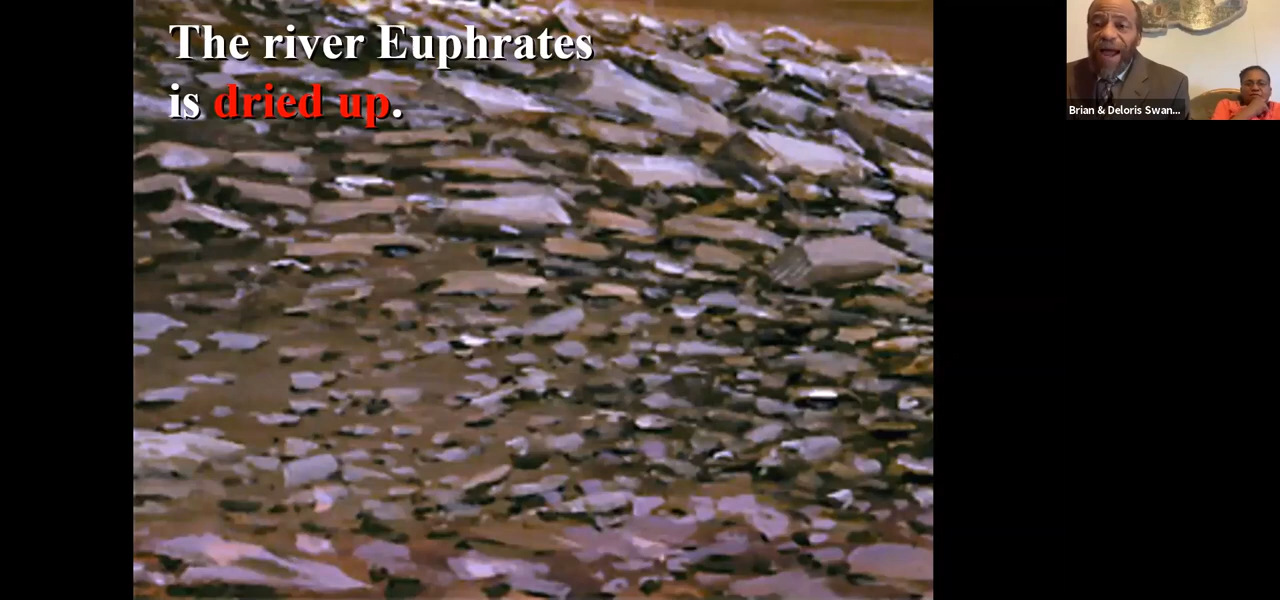 The river Euphrates
is dried up.
Brian & Deloris Swan...